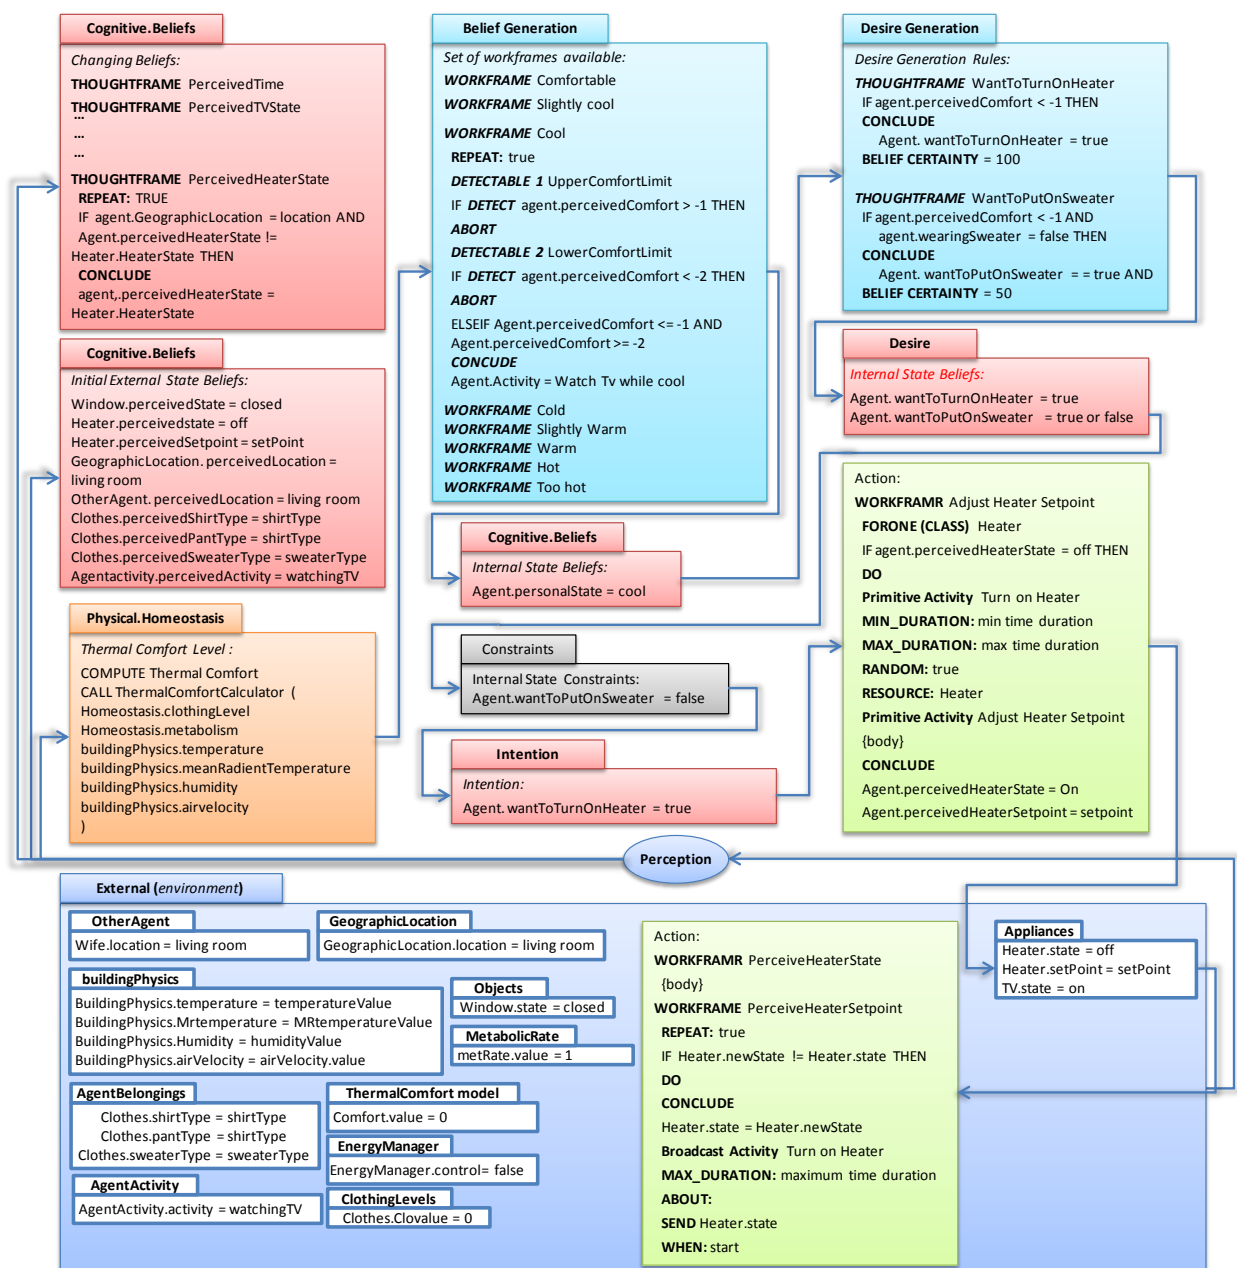 Cognitive.Beliefs
Changing Beliefs:
THOUGHTFRAME PerceivedTime
THOUGHTFRAME PerceivedTVState
...
...
...
THOUGHTFRAME PerceivedHeaterState
REPEAT: TRUE
IF agent.GeographicLocation = location AND
Agent.perceivedHeaterState !=
Heater.HeaterState THEN
CONCLUDE
agent,.perceivedHeaterState =
Heater.HeaterState
Cognitive.Beliefs
Initial External State Beliefs:
Window.perceivedState = closed
Heater.perceivedstate = off
Heater.perceivedSetpoint = setPoint
GeographicLocation. perceivedLocation =
living room
OtherAgent. perceivedLocation = living room
Clothes.perceivedShirtType = shirtType
Clothes.perceivedPantType = shirtType
Clothes.perceivedSweaterType = sweaterType
Agentactivity.perceivedActivity = watchingTV
Physical.Homeostasis
Thermal Comfort Level :
COMPUTE Thermal Comfort
CALL ThermalComfortCalculator (
Homeostasis.clothingLevel
Homeostasis.metabolism
buildingPhysics.temperature
buildingPhysics.meanRadientTemperature
buildingPhysics.humidity
buildingPhysics.airvelocity
)
Belief Generation
Set of workframes available:
WORKFRAME Comfortable
WORKFRAME Slightly cool
WORKFRAME Cool
REPEAT: true
DETECTABLE 1 UpperComfortLimit
IF DETECT agent.perceivedComfort > -1 THEN
ABORT
DETECTABLE 2 LowerComfortLimit
IF DETECT agent.perceivedComfort < -2 THEN
ABORT
ELSEIF Agent.perceivedComfort <= -1 AND
Agent.perceivedComfort >= -2
CONCUDE
Agent.Activity = Watch Tv while cool
WORKFRAME Cold
WORKFRAME Slightly Warm
WORKFRAME Warm
WORKFRAME Hot
WORKFRAME Too hot
Cognitive.Beliefs
Internal State Beliefs:
Agent.personalState = cool
Constraints
Internal State Constraints:
Agent.wantToPutOnSweater = false
Intention
Intention:
Agent. wantToTurnOnHeater = true
Desire Generation
Desire Generation Rules:
THOUGHTFRAME WantToTurnOnHeater
IF agent.perceivedComfort < -1 THEN
CONCLUDE
Agent. wantToTurnOnHeater = true
BELIEF CERTAINTY = 100
THOUGHTFRAME WantToPutOnSweater
IF agent.perceivedComfort < -1 AND
agent.wearingSweater = false THEN
CONCLUDE
Agent. wantToPutOnSweater = = true AND
BELIEF CERTAINTY = 50
Desire
Internal State Beliefs:
Agent. wantToTurnOnHeater = true
Agent. wantToPutOnSweater = true or false
Action:
WORKFRAMR Adjust Heater Setpoint
FORONE (CLASS) Heater
IF agent.perceivedHeaterState = off THEN
DO
Primitive Activity Turn on Heater
MIN_DURATION: min time duration
MAX_DURATION: max time duration
RANDOM: true
RESOURCE: Heater
Primitive Activity Adjust Heater Setpoint
{body}
CONCLUDE
Agent.perceivedHeaterState = On
Agent.perceivedHeaterSetpoint = setpoint
Perception
External (environment)
OtherAgent
Wife.location = living room
GeographicLocation
GeographicLocation.location = living room
buildingPhysics
BuildingPhysics.temperature = temperatureValue
BuildingPhysics.Mrtemperature = MRtemperatureValue
BuildingPhysics.Humidity = humidityValue
BuildingPhysics.airVelocity = airVelocity.value
Objects
Window.state = closed
MetabolicRate
metRate.value = 1
AgentBelongings
Clothes.shirtType = shirtType
Clothes.pantType = shirtType
Clothes.sweaterType = sweaterType
ThermalComfort model
Comfort.value = 0
EnergyManager
EnergyManager.control= false
AgentActivity
AgentActivity.activity = watchingTV
ClothingLevels
Clothes.Clovalue = 0
Action:
WORKFRAMR PerceiveHeaterState
{body}
WORKFRAME PerceiveHeaterSetpoint
REPEAT: true
IF Heater.newState != Heater.state THEN
DO
CONCLUDE
Heater.state = Heater.newState
Broadcast Activity Turn on Heater
MAX_DURATION: maximum time duration
ABOUT:
SEND Heater.state
WHEN: start
Appliances
Heater.state = off
Heater.setPoint = setPoint
TV.state = on